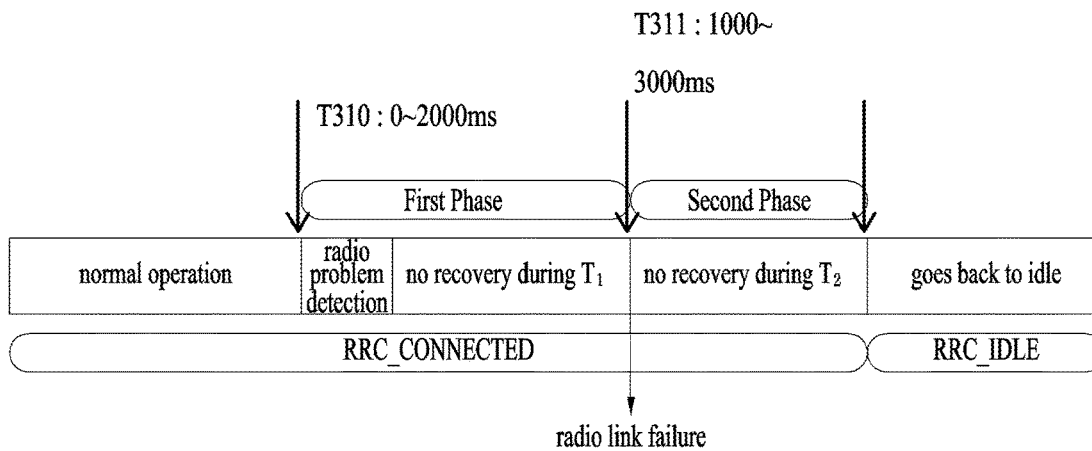 T311 : 1000~
3000ms
T310 : 0~2000ms
First Phase
Second Phase
normal operation
radio
problem
detection
no recovery during T₁
no recovery during T₂
goes back to idle
RRC_CONNECTED
RRC_IDLE
radio link failure